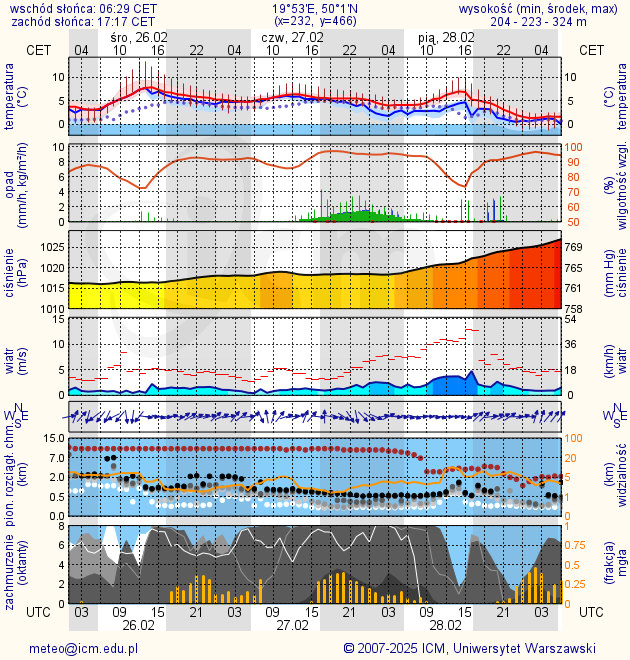 wschód słońca: 06:29 CET 19°53'E, 50°1'N wysokość (min, środek, max)
zachód słońca: 17:17 CET (x=232, y=466) 204 - 223 - 324 m
śro, 26.02 czw, 27.02 pią, 28.02
CET 04 10 16 22 04 10 16 22 04 10 16 22 04 CET
temperatura (°C) 10 5 0 10 5 0 (°C) temperatura
opad (mm/h, kg/m²/h) 10 8 6 4 2 0 100 90 80 70 60 50 (%) wilgotność wzgl.
ciśnienie (hPa) 1025 1020 1015 1010 769 765 761 758 (mm Hg) ciśnienie
wiatr (m/s) 15 10 5 0 54 36 18 0 (km/h) wiatr
N W E S N W E S
pion. rozciągł. chm. (km) 15.0 7.0 2.0 0.5 0.0 100 50 20 10 0 (km) widzialność
zachmurzenie (oktanty) 8 6 4 2 0 1 0.75 0.5 0.25 0 (frakcja) mgła
UTC 03 09 15 21 03 09 15 21 03 09 15 21 03 UTC
26.02 27.02 28.02
meteo@icm.edu.pl © 2007-2025 ICM, Uniwersytet Warszawski